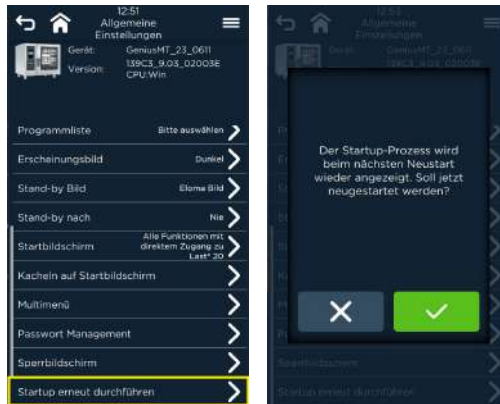 12:51
Allgemeine
Einstellungen
Gerät: GeniusMT_23_0611
Version: 139C3_9.03_02003E
CPU:Win
Programmliste Bitte auswählen
Erscheinungsbild Dunkel
Stand-by Bild Eloma Bild
Stand-by nach Nie
Startbildschirm Alle Funktionen mit
direktem Zugang zu
Last* 20
Kacheln auf Startbildschirm
Multimenü
Passwort Management
Sperrbildschirm
Startup erneut durchführen
12:51
Allgemeine
Einstellungen
Gerät: GeniusMT_23_0611
Version: 139C3_9.03_02003E
CPU:Win
Der Startup-Prozess wird
beim nächsten Neustart
wieder angezeigt. Soll jetzt
neugestartet werden?
Sperrbildschirm
Startup erneut durchführen